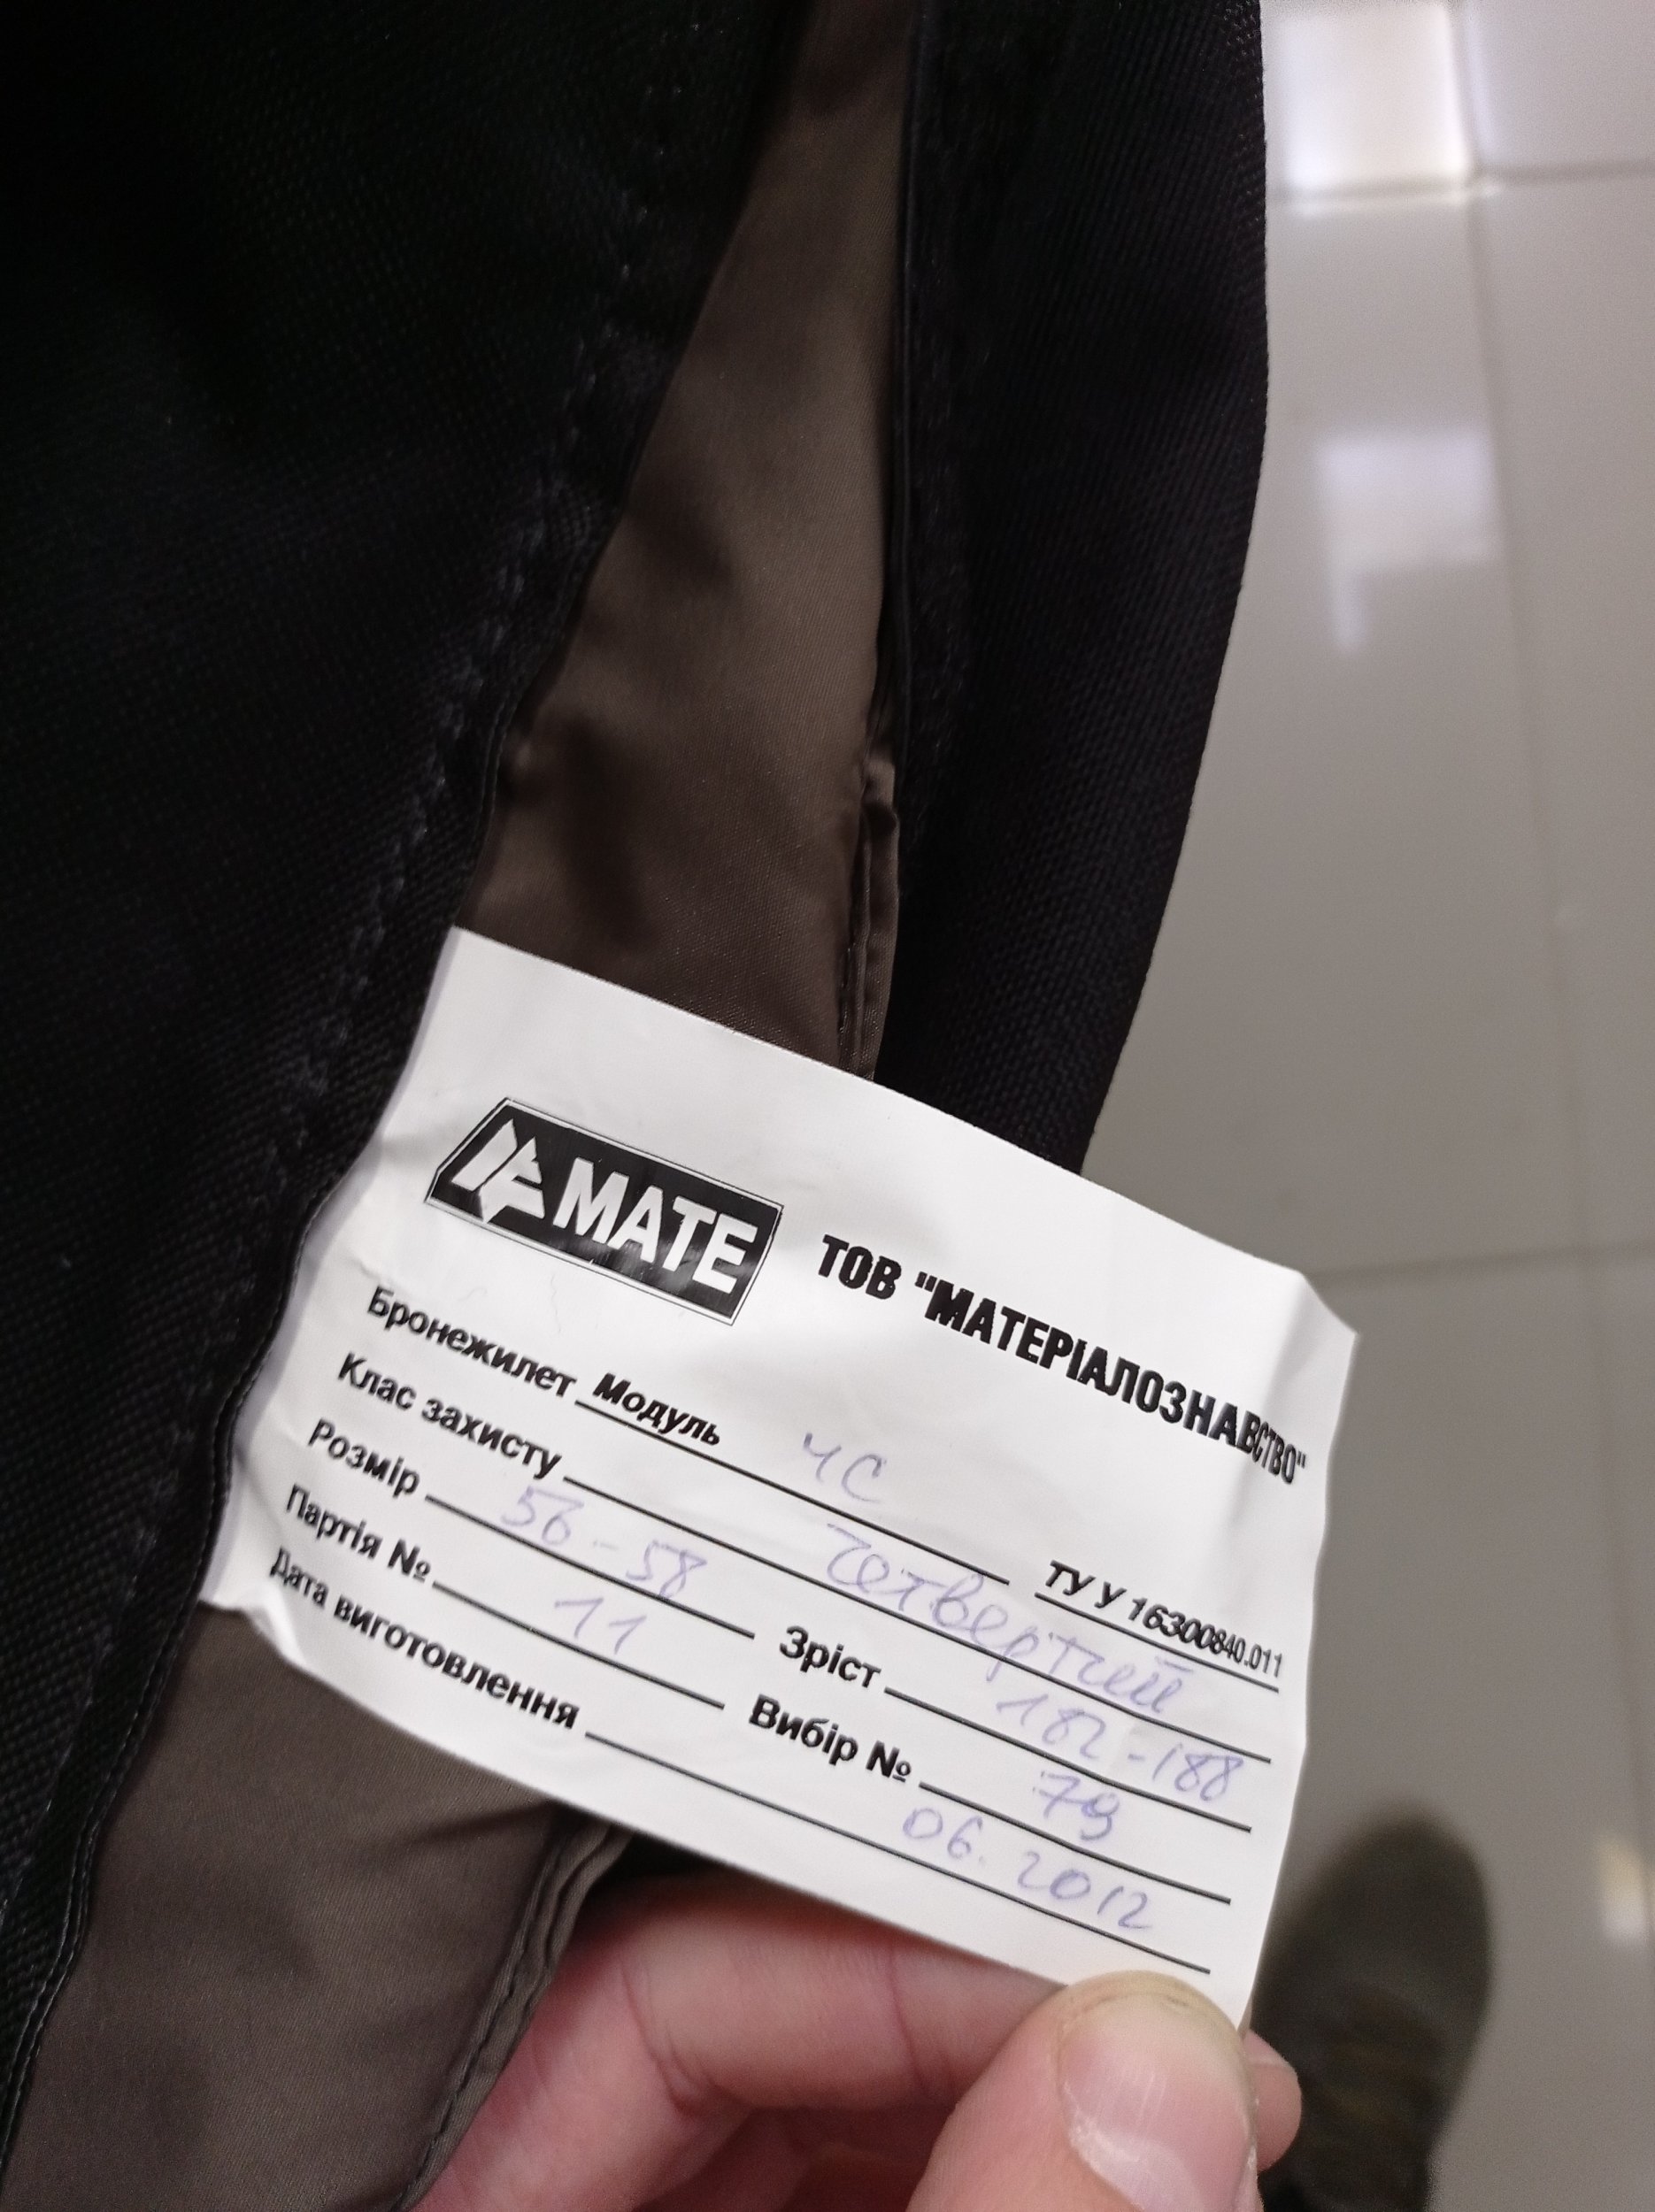 MATE ТОВ "МАТЕРІАЛОЗНАВСТВО"
Бронежилет Модуль 4С ТУ У 16300840.011
Клас захисту Четвертий
Розмір 56-58 Зріст 182-188
Партія № 11 Вибір № 79
Дата виготовлення 06.2012